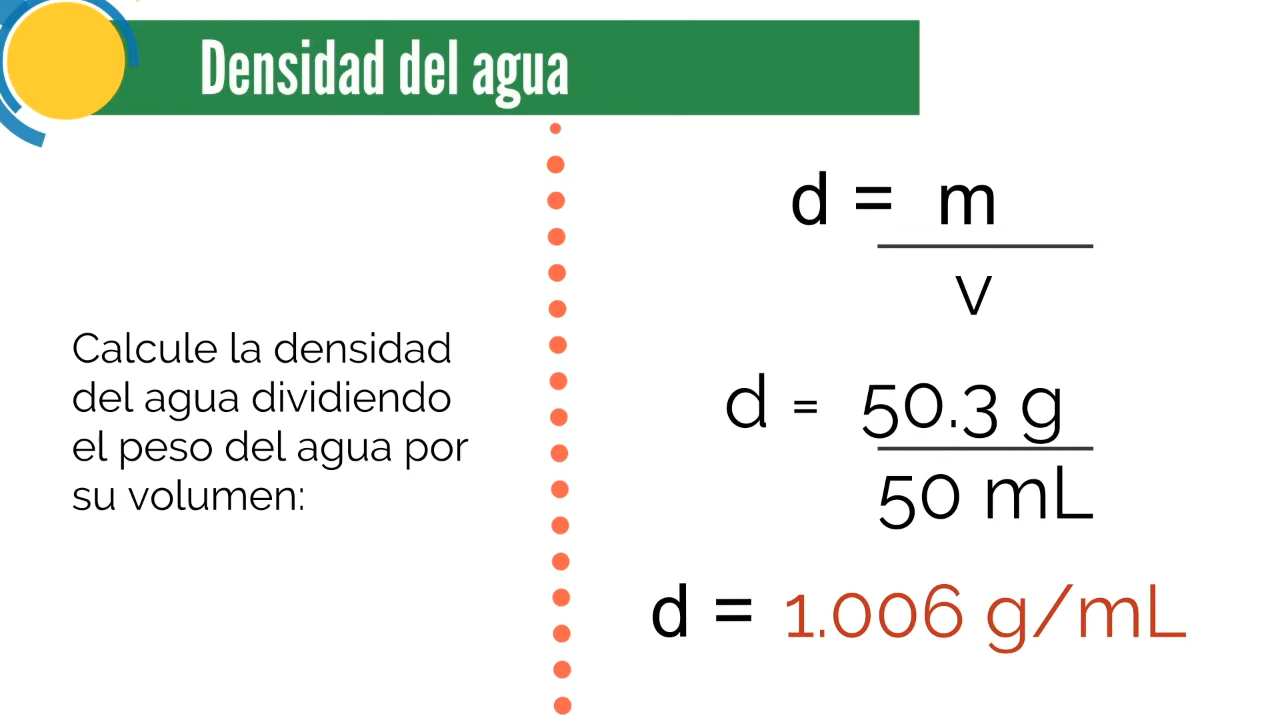 Densidad del agua
Calcule la densidad
del agua dividiendo
el peso del agua por
su volumen:
d = m
V
d = 50.3 g
50 mL
d = 1.006 g/mL